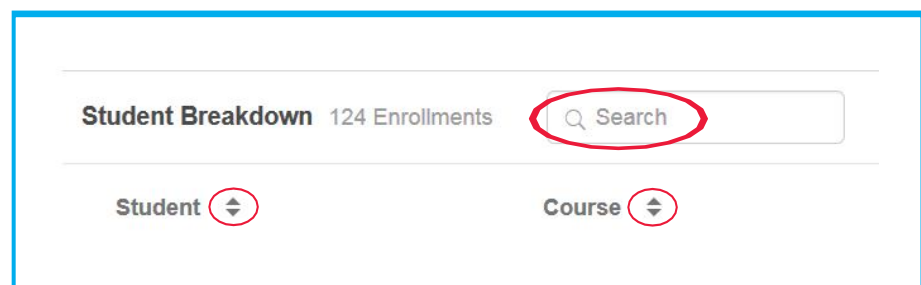 Student Breakdown 124 Enrollments Search
Student Course